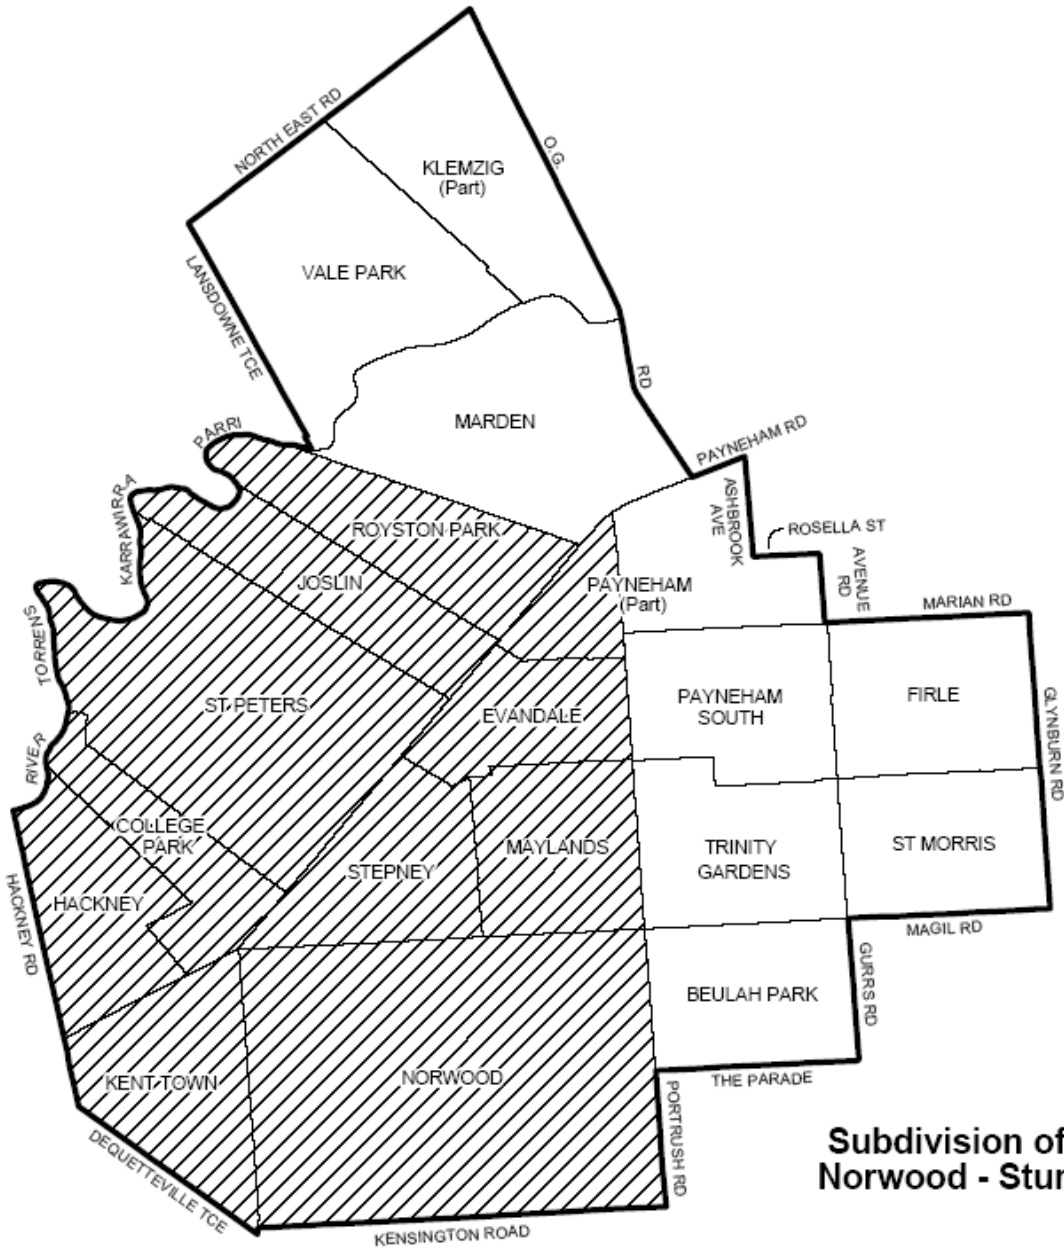 NORTH EAST RD
O.G.
KLEMZIG
(Part)
VALE PARK
LANSDOWNE TCE
RD
MARDEN
PARRI
PAYNEHAM RD
KARRAWIRRA
ASHBROOK
AVE
ROSELLA ST
ROYSTON PARK
AVENUE
RD
JOSLIN
PAYNEHAM
(Part)
MARIAN RD
TORRENS
ST PETERS
EVANDALE
PAYNEHAM
SOUTH
FIRLE
GLYNBURN RD
RIVER
COLLEGE
PARK
STEPNEY
MAYLANDS
TRINITY
GARDENS
ST MORRIS
HACKNEY
HACKNEY RD
MAGIL RD
GURRS RD
BEULAH PARK
KENT TOWN
NORWOOD
THE PARADE
PORTRUSH RD
DEQUETTEVILLE TCE
KENSINGTON ROAD
Subdivision of
Norwood - Stur